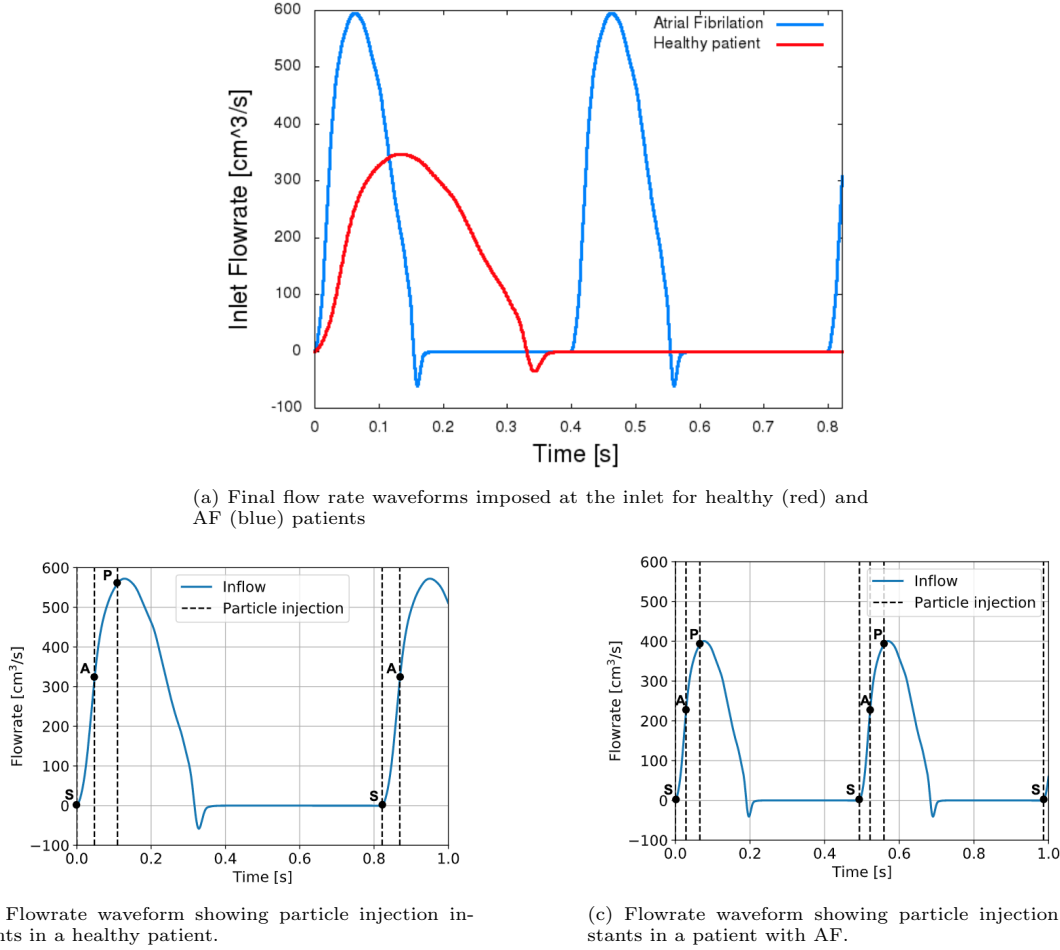 600
500
400
300
200
100
0
-100
Inlet Flowrate [cm^3/s]
Atrial Fibrilation
Healthy patient
0 0.1 0.2 0.3 0.4 0.5 0.6 0.7 0.8
Time [s]
(a) Final flow rate waveforms imposed at the inlet for healthy (red) and
AF (blue) patients
600
500
400
300
200
100
0
−100
Flowrate [cm³/s]
Inflow
Particle injection
S
A
P
S
A
0.0 0.2 0.4 0.6 0.8 1.0
Time [s]
Flowrate waveform showing particle injection in-
nts in a healthy patient.
600
500
400
300
200
100
0
−100
Flowrate [cm³/s]
Inflow
Particle injection
S
A
P
S
A
P
S
0.0 0.2 0.4 0.6 0.8 1.0
Time [s]
(c) Flowrate waveform showing particle injection
stants in a patient with AF.